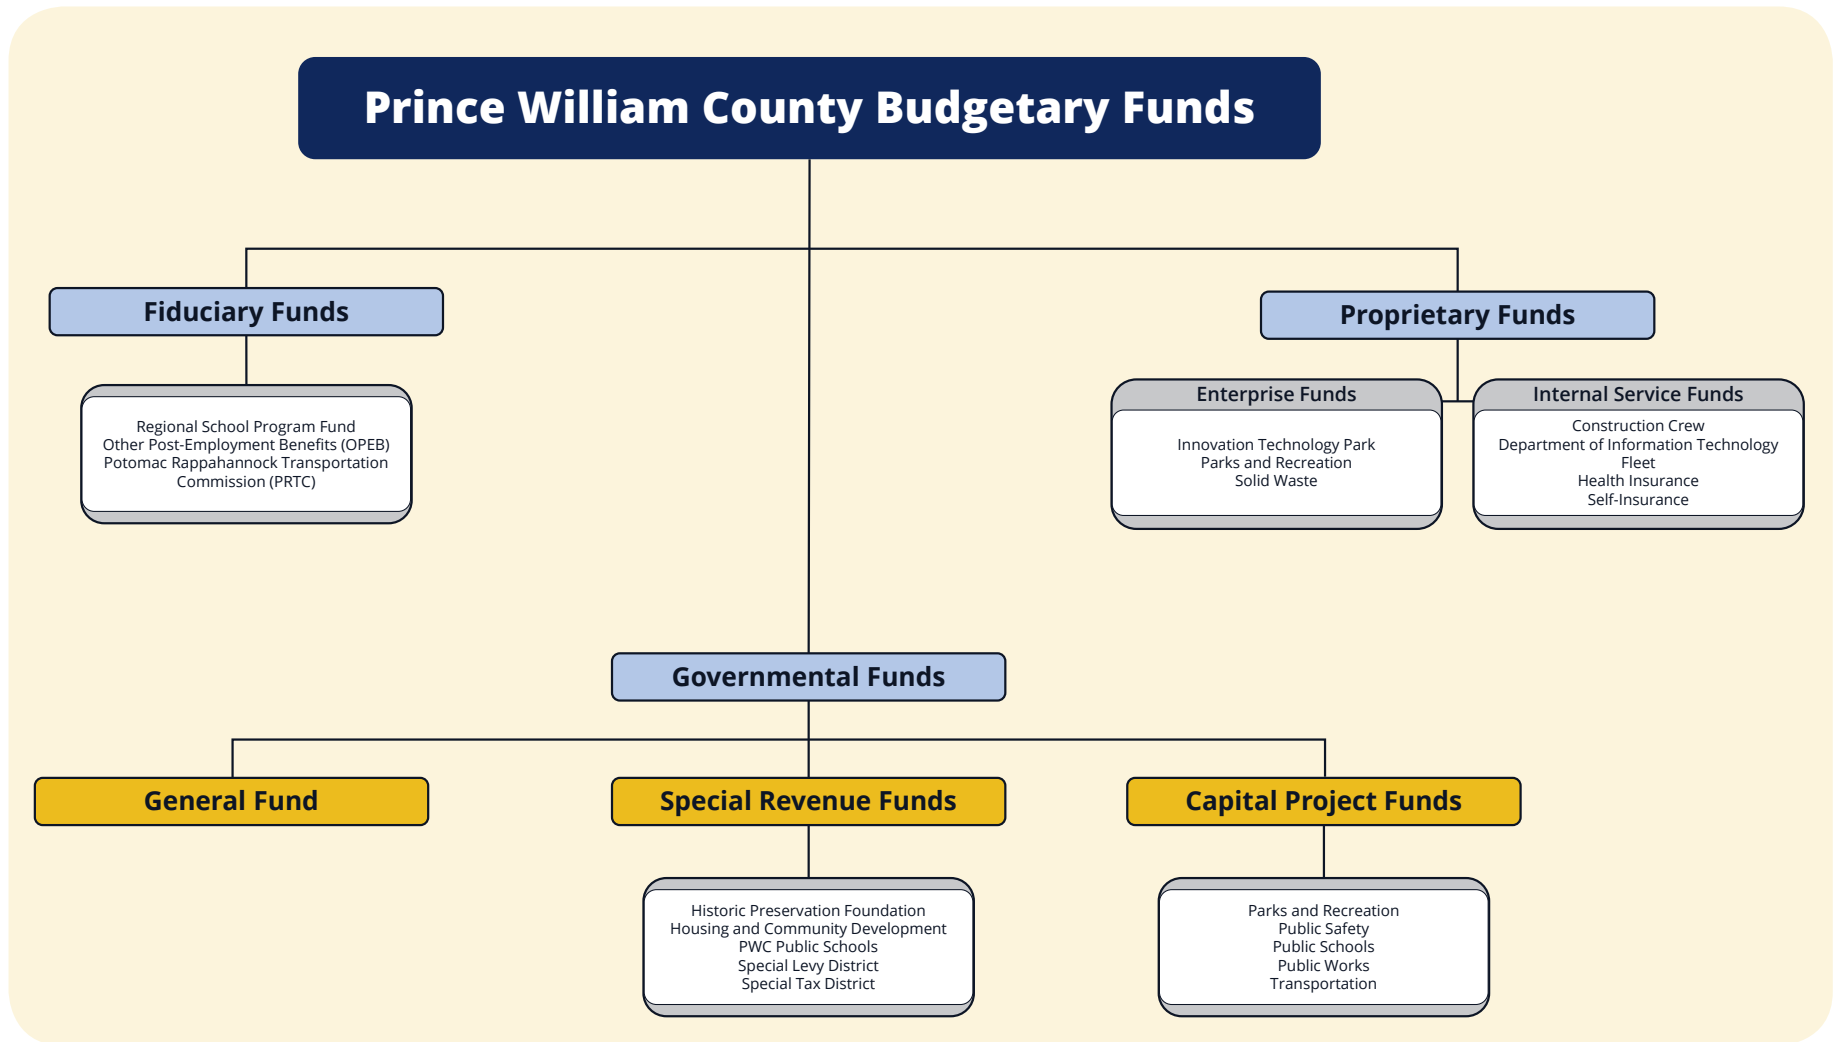 Prince William County Budgetary Funds
Fiduciary Funds
Regional School Program Fund
Other Post-Employment Benefits (OPEB)
Potomac Rappahannock Transportation
Commission (PRTC)
Proprietary Funds
Enterprise Funds
Innovation Technology Park
Parks and Recreation
Solid Waste
Internal Service Funds
Construction Crew
Department of Information Technology
Fleet
Health Insurance
Self-Insurance
Governmental Funds
General Fund
Special Revenue Funds
Historic Preservation Foundation
Housing and Community Development
PWC Public Schools
Special Levy District
Special Tax District
Capital Project Funds
Parks and Recreation
Public Safety
Public Schools
Public Works
Transportation